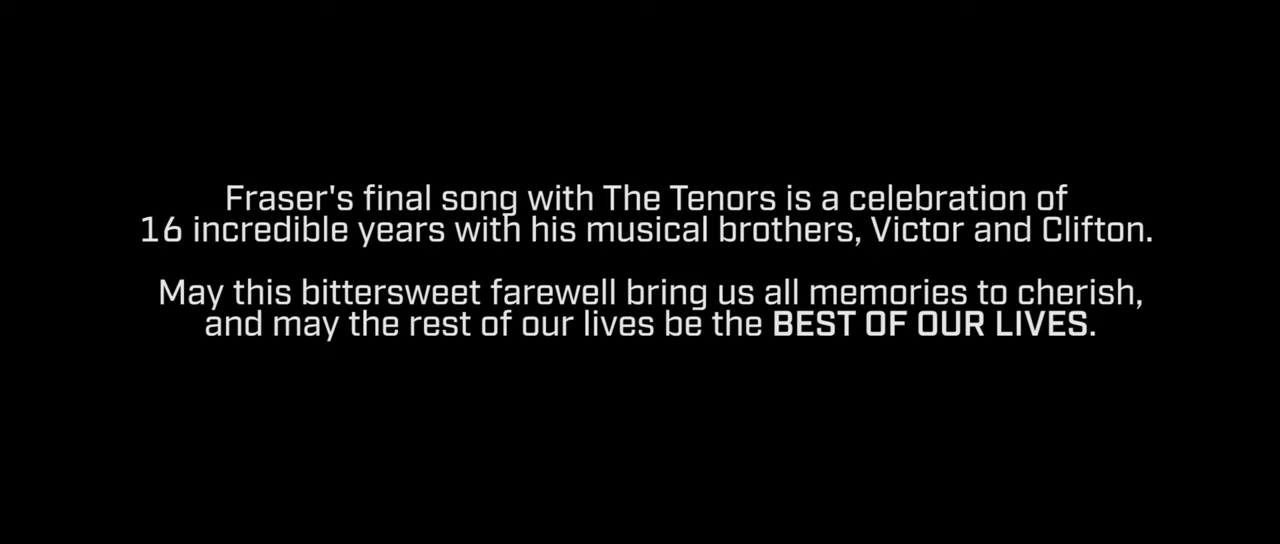 Fraser's final song with The Tenors is a celebration of
16 incredible years with his musical brothers, Victor and Clifton.
May this bittersweet farewell bring us all memories to cherish,
and may the rest of our lives be the BEST OF OUR LIVES.